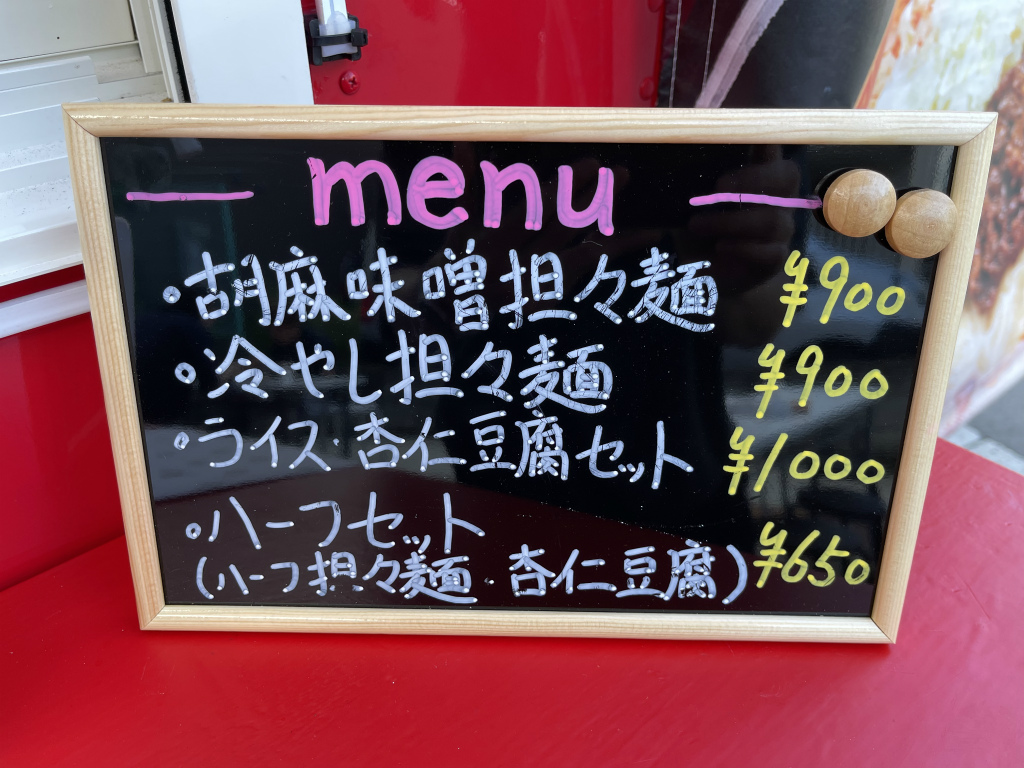 menu
・胡麻味噌担々麺 ¥900
・冷やし担々麺 ¥900
・ライス・杏仁豆腐セット ¥1000
・ハーフセット
(ハーフ担々麺・杏仁豆腐) ¥650